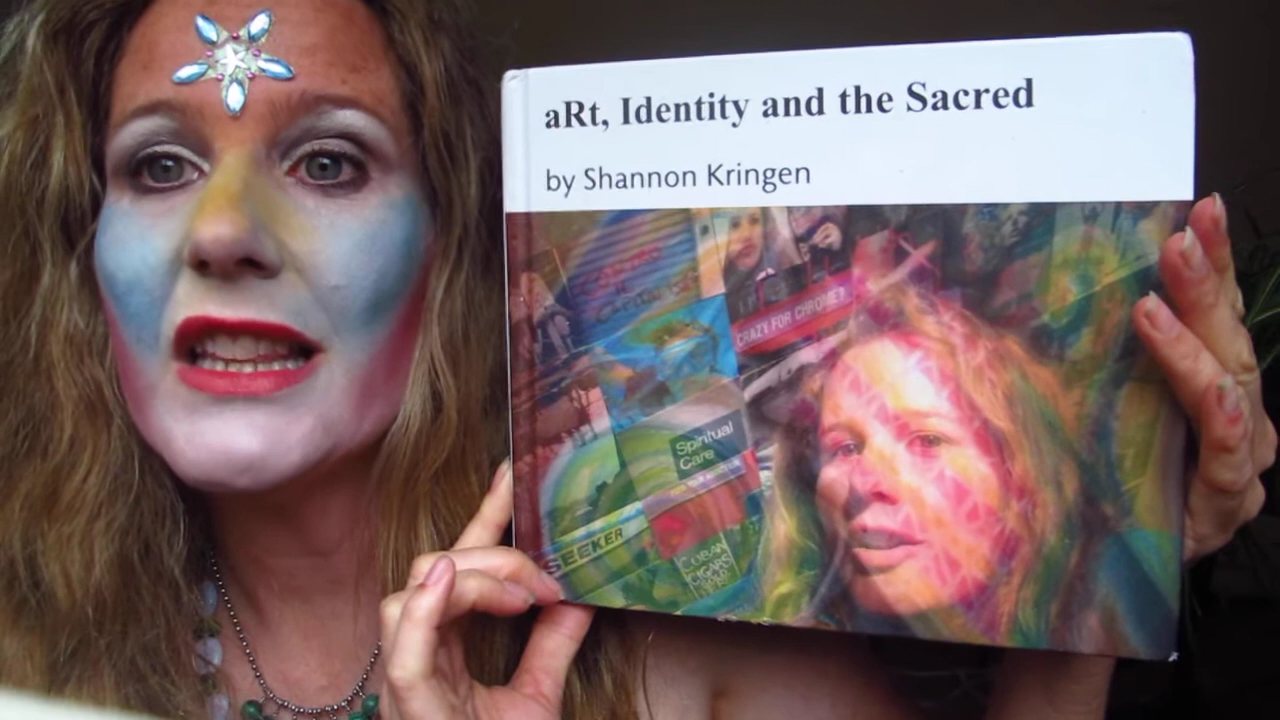 aRt, Identity and the Sacred
by Shannon Kringen
CRAZY FOR CHROME?
Spiritual
Care
SEEKER
CUBAN
CIGARS